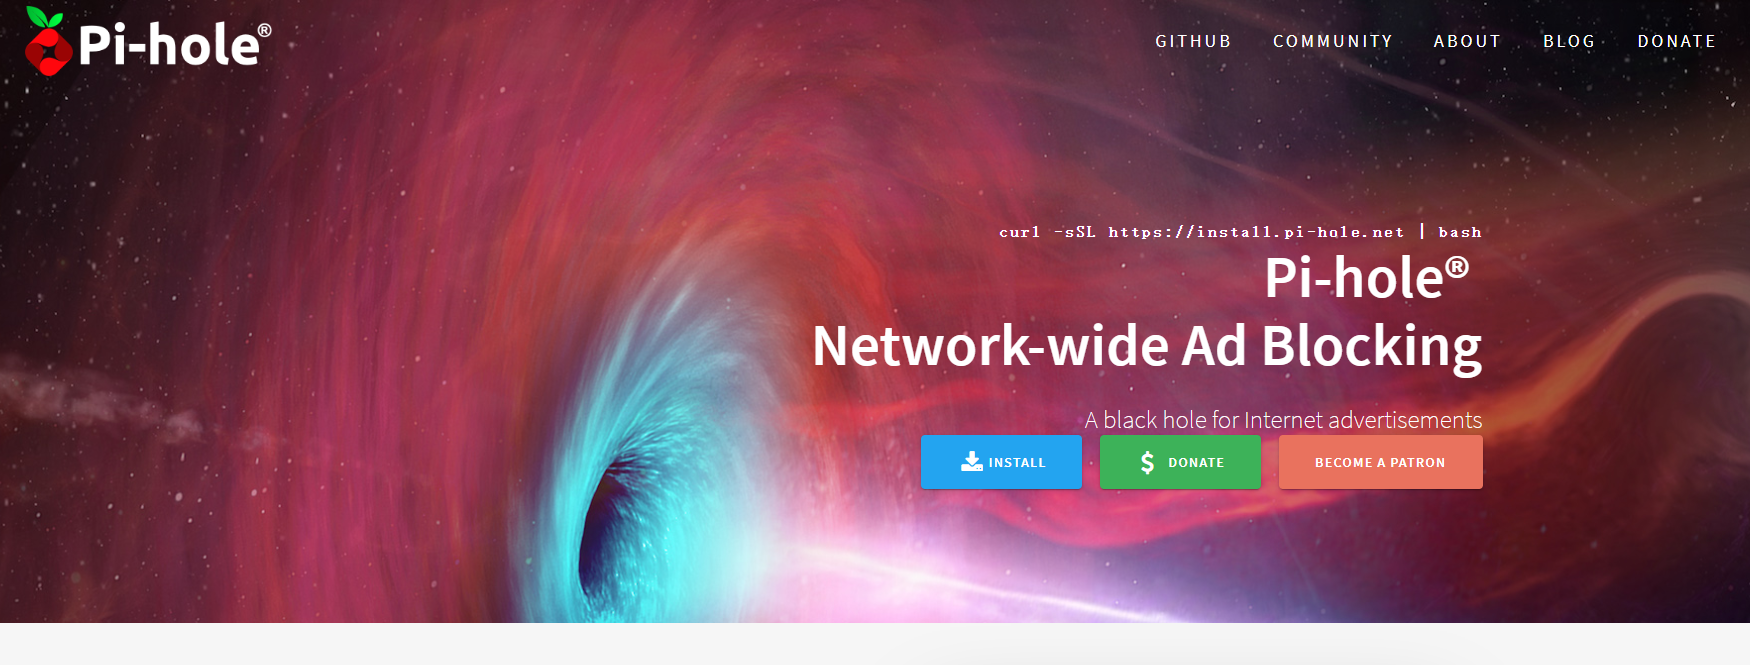 Pi-hole®
GITHUB COMMUNITY ABOUT BLOG DONATE
curl -sSL https://install.pi-hole.net | bash
Pi-hole®
Network-wide Ad Blocking
A black hole for Internet advertisements
INSTALL $ DONATE BECOME A PATRON